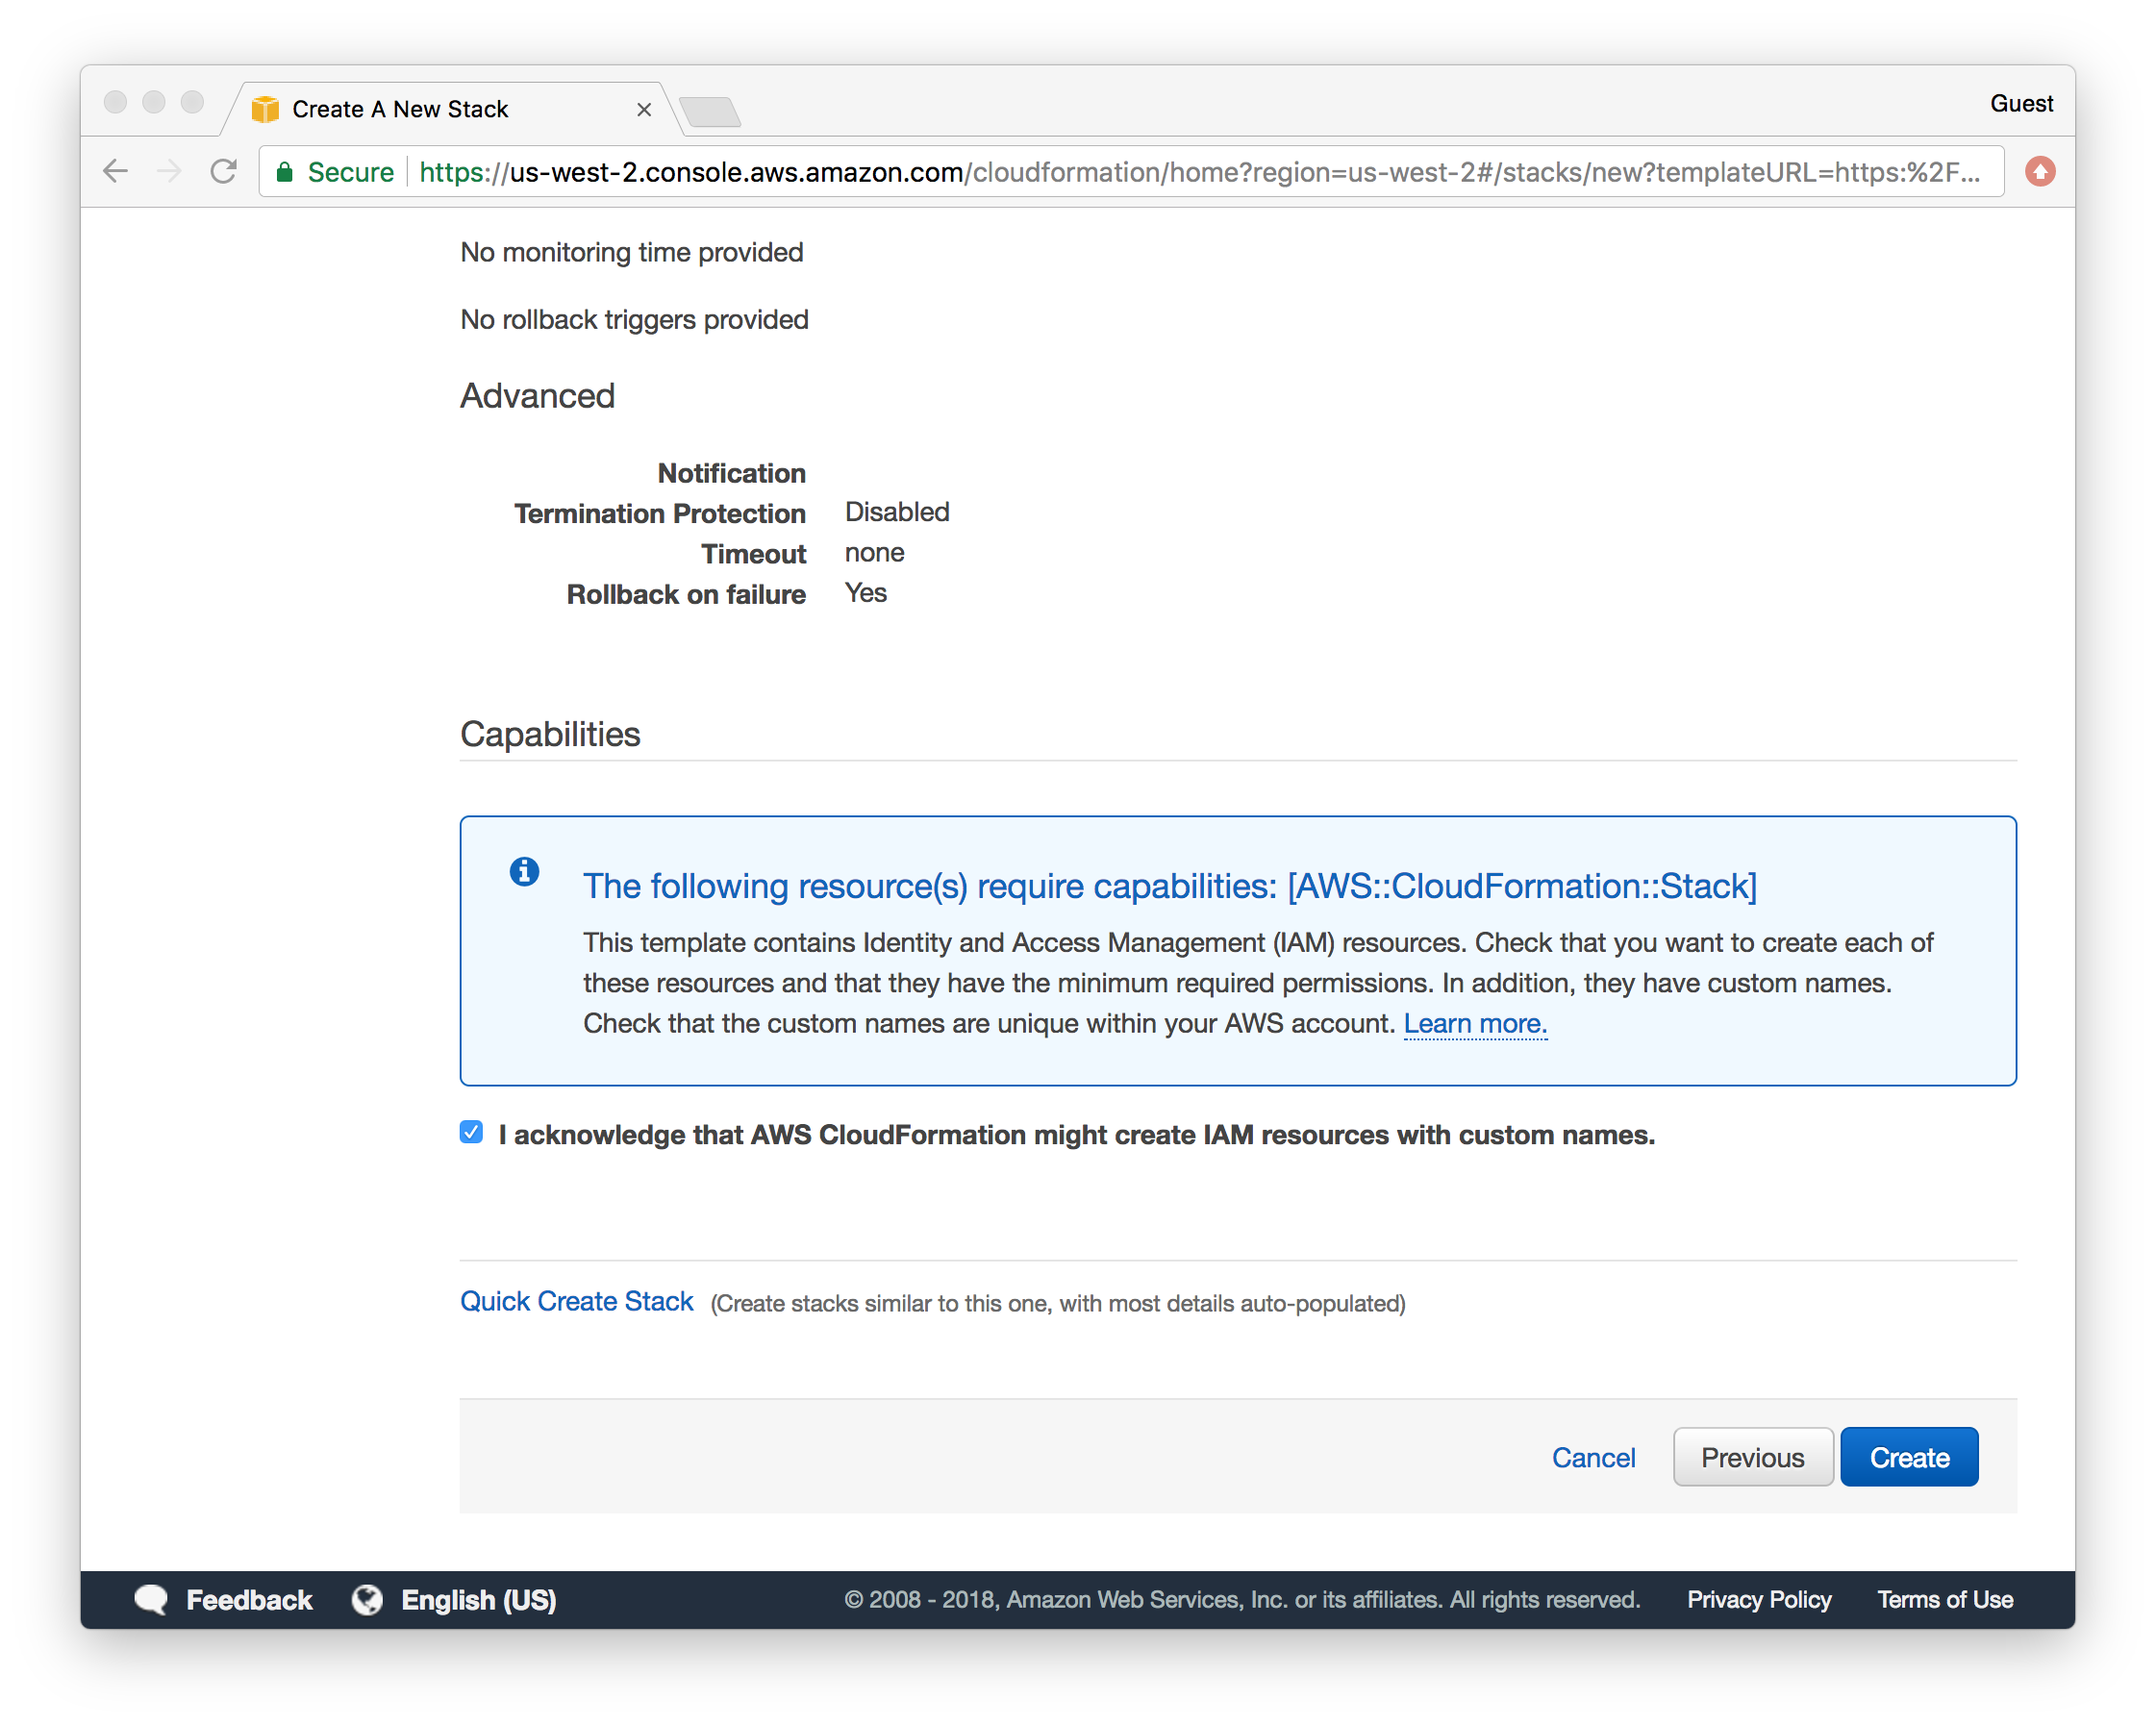 Create A New Stack
Guest
Secure https://us-west-2.console.aws.amazon.com/cloudformation/home?region=us-west-2#/stacks/new?templateURL=https:%2F...
No monitoring time provided
No rollback triggers provided
Advanced
Notification
Termination Protection Disabled
Timeout none
Rollback on failure Yes
Capabilities
The following resource(s) require capabilities: [AWS::CloudFormation::Stack]
This template contains Identity and Access Management (IAM) resources. Check that you want to create each of
these resources and that they have the minimum required permissions. In addition, they have custom names.
Check that the custom names are unique within your AWS account. Learn more.
I acknowledge that AWS CloudFormation might create IAM resources with custom names.
Quick Create Stack (Create stacks similar to this one, with most details auto-populated)
Cancel Previous Create
Feedback English (US) © 2008 - 2018, Amazon Web Services, Inc. or its affiliates. All rights reserved. Privacy Policy Terms of Use